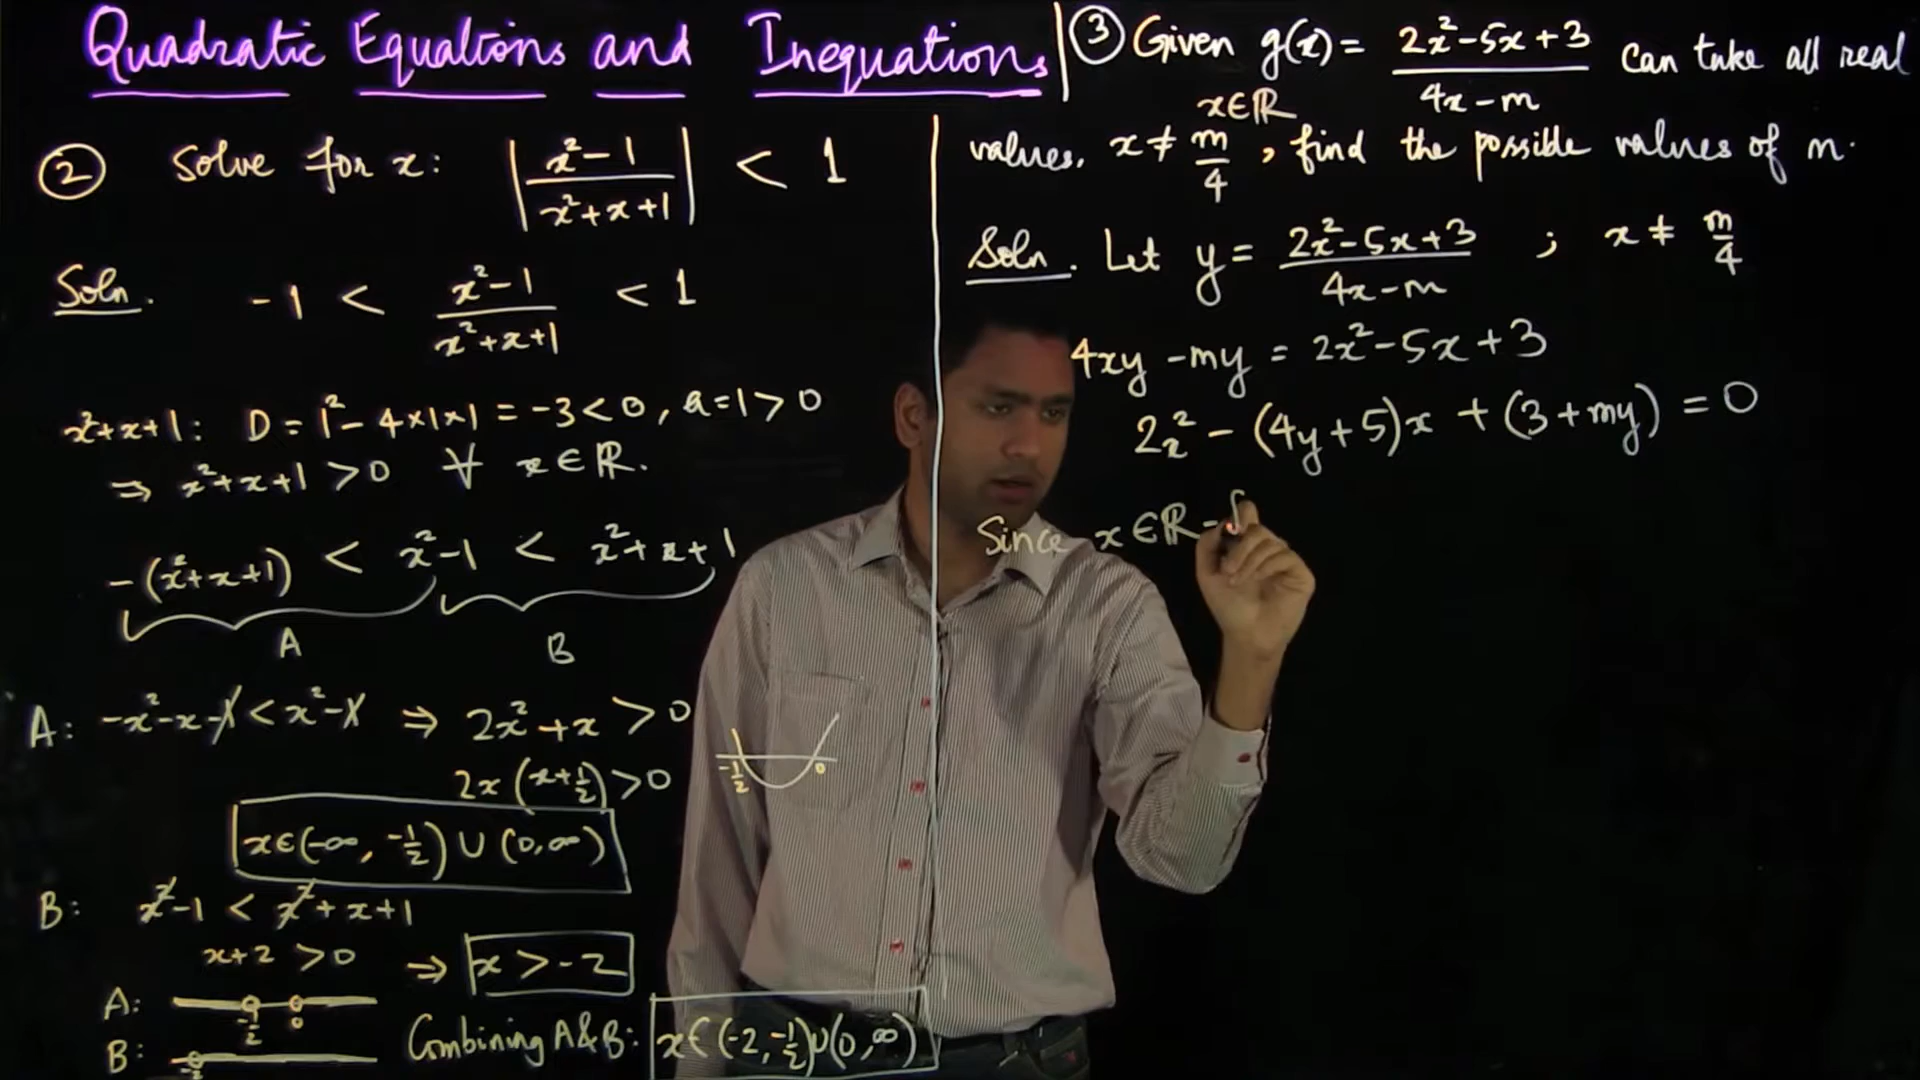 Quadratic Equations and Inequations
② Solve for x: |(x²-1)/(x²+x+1)| < 1
Soln. -1 < (x²-1)/(x²+x+1) < 1
x²+x+1: D = 1² - 4×1×1 = -3 < 0, a=1 > 0
⇒ x²+x+1 > 0 ∀ x∈ℝ.
-(x²+x+1) < x²-1 < x²+x+1
A B
A: -x²-x-1 < x²-1 ⇒ 2x²+x > 0
2x(x+1/2) > 0
-1/2 0
x∈(-∞, -1/2) ∪ (0,∞)
B: x²-1 < x²+x+1
x+2 > 0 ⇒ x > -2
A: -1/2 0
B: -2
Combining A&B: x∈(-2,-1/2)∪(0,∞)
③ Given g(x) = (2x²-5x+3)/(4x-m) can take all real
x∈ℝ
values. x ≠ m/4, find the possible values of m.
Soln. Let y = (2x²-5x+3)/(4x-m) ; x ≠ m/4
4xy - my = 2x²-5x+3
2x² - (4y+5)x + (3+my) = 0
Since x∈ℝ - {